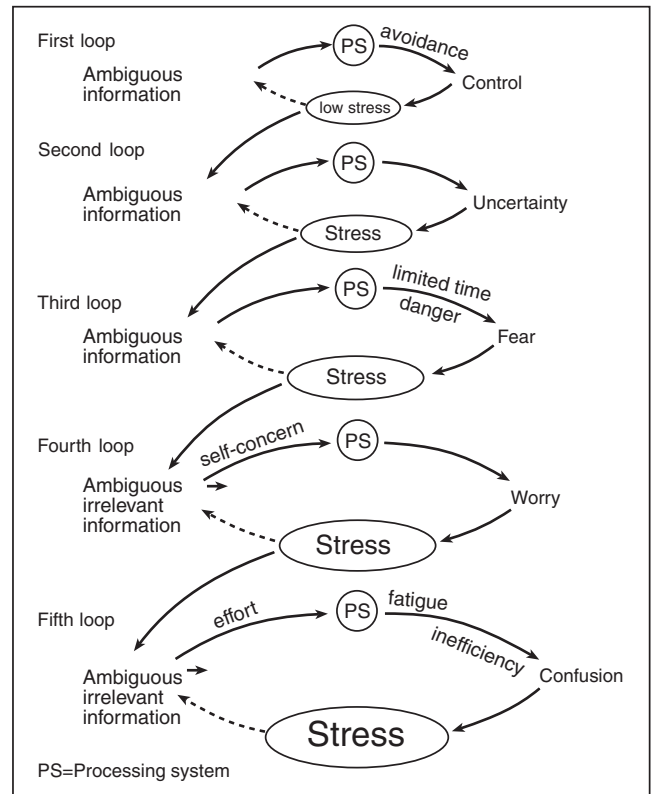 First loop
PS
avoidance
Ambiguous
information
Control
low stress
Second loop
PS
Ambiguous
information
Uncertainty
Stress
Third loop
PS
limited time
danger
Ambiguous
information
Fear
Stress
Fourth loop
self-concern
PS
Ambiguous
irrelevant
information
Worry
Stress
Fifth loop
effort
PS
fatigue
inefficiency
Ambiguous
irrelevant
information
Confusion
Stress
PS=Processing system